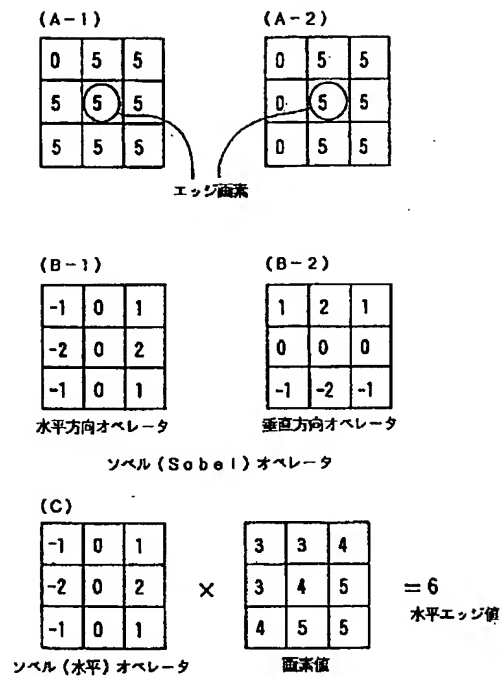 (A-1) (A-2)
0 5 5 0 5 5
5 5 5 0 5 5
5 5 5 0 5 5
エッジ画素
(B-1) (B-2)
-1 0 1 1 2 1
-2 0 2 0 0 0
-1 0 1 -1 -2 -1
水平方向オペレータ 垂直方向オペレータ
ソベル(Sobel)オペレータ
(C)
-1 0 1 3 3 4
-2 0 2 × 3 4 5 =6
-1 0 1 4 5 5 水平エッジ値
ソベル(水平)オペレータ 画素値